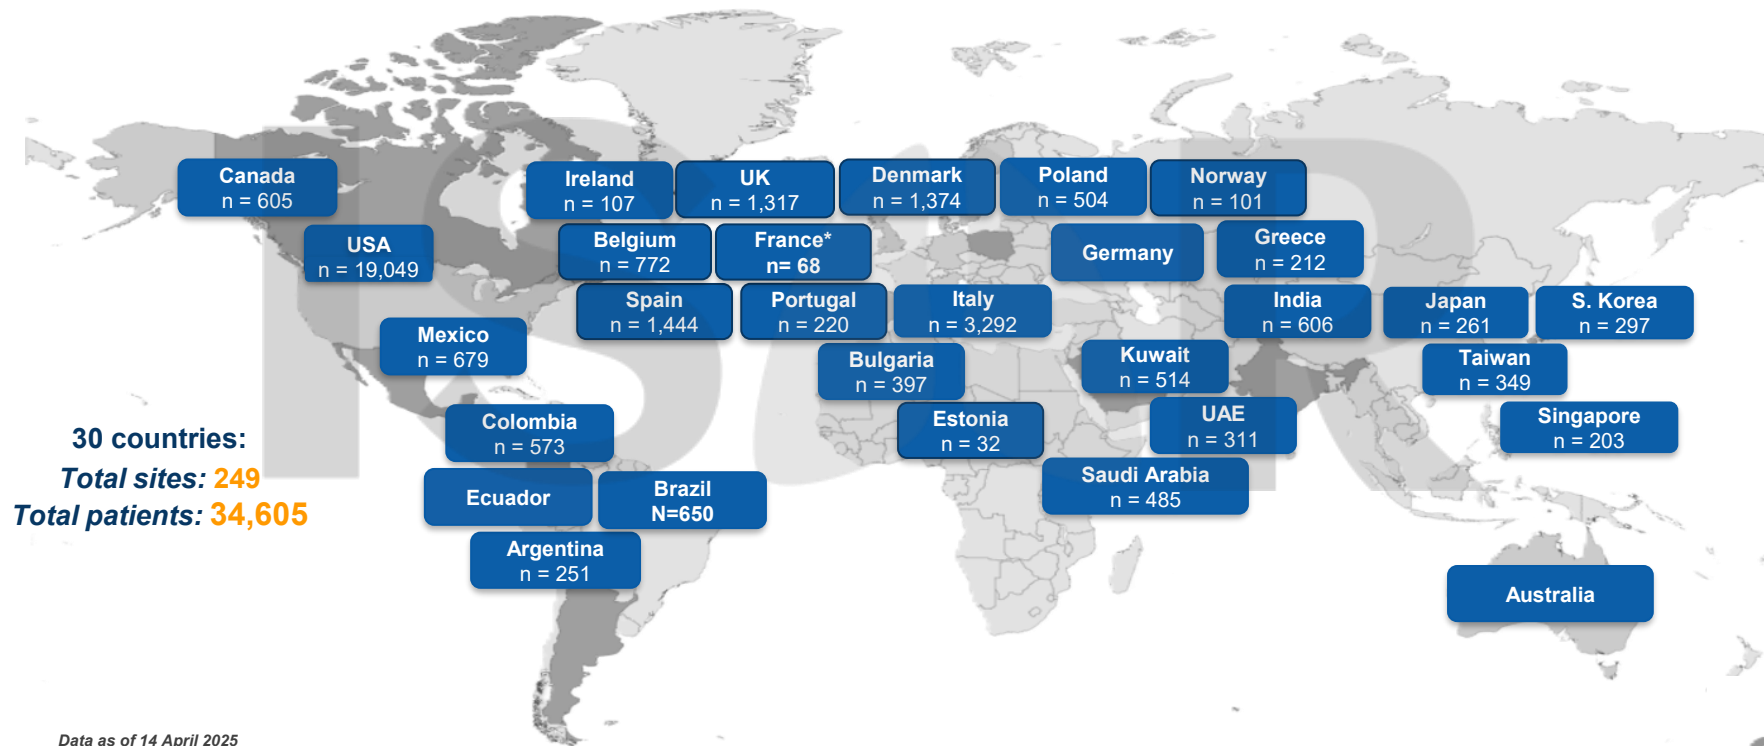 Canada
n = 605
Ireland
n = 107
UK
n = 1,317
Denmark
n = 1,374
Poland
n = 504
Norway
n = 101
USA
n = 19,049
Belgium
n = 772
France*
n= 68
Germany
Greece
n = 212
Spain
n = 1,444
Portugal
n = 220
Italy
n = 3,292
India
n = 606
Japan
n = 261
S. Korea
n = 297
Mexico
n = 679
Bulgaria
n = 397
Kuwait
n = 514
Taiwan
n = 349
Colombia
n = 573
Estonia
n = 32
UAE
n = 311
Singapore
n = 203
30 countries:
Total sites: 249
Total patients: 34,605
Ecuador
Brazil
N=650
Saudi Arabia
n = 485
Argentina
n = 251
Australia
Data as of 14 April 2025
ISAR